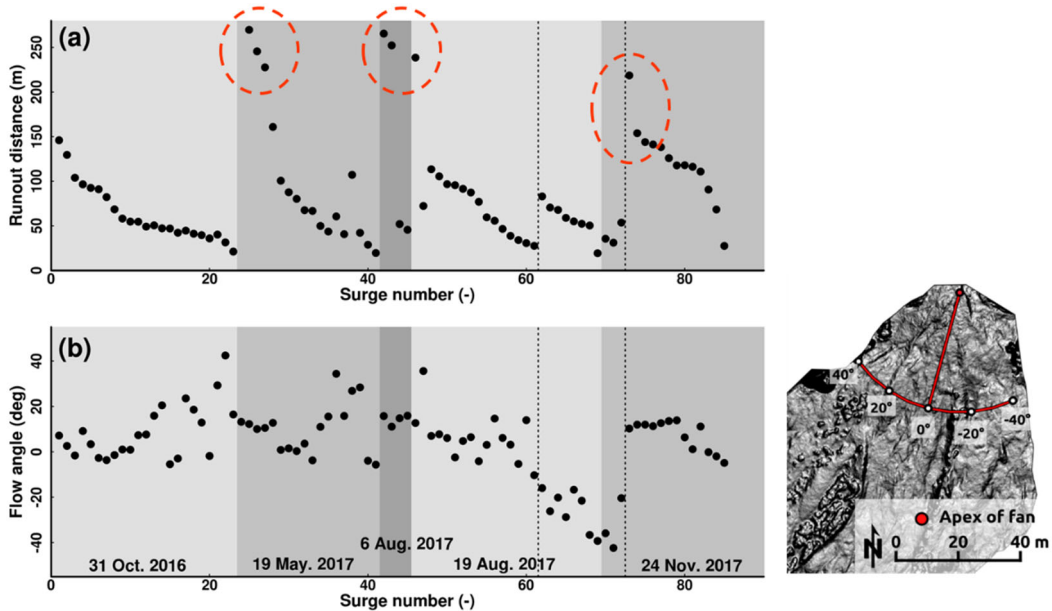 (a)
Runout distance (m)
250
200
150
100
50
0
0 20 40 60 80
Surge number (-)
(b)
Flow angle (deg)
40
20
0
-20
-40
31 Oct. 2016
19 May. 2017
6 Aug. 2017
19 Aug. 2017
24 Nov. 2017
0 20 40 60 80
Surge number (-)
40°
20°
0°
-20°
-40°
Apex of fan
N
0 20 40 m